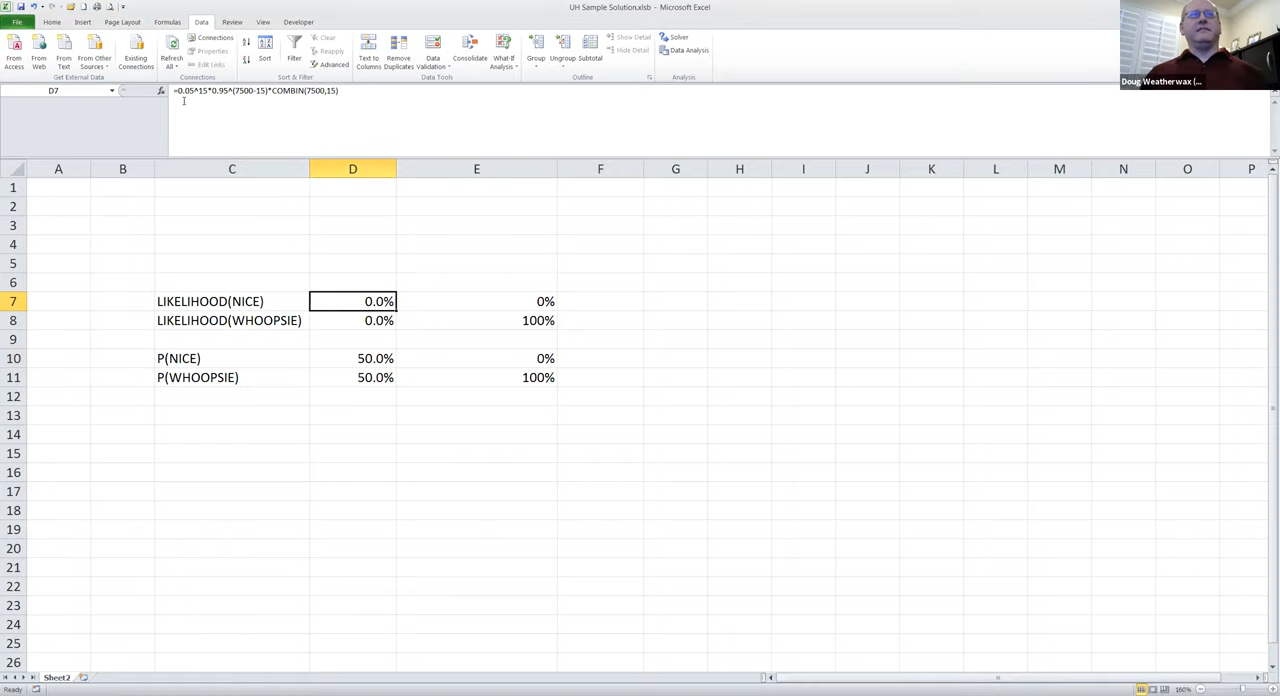 UH Sample Solution.xlsb - Microsoft Excel
File Home Insert Page Layout Formulas Data Review View Developer
From Access
From Web
From Text
From Other Sources
Existing Connections
Refresh All
Connections
Properties
Edit Links
Sort
Filter
Clear
Reapply
Advanced
Text to Columns
Remove Duplicates
Data Validation
Consolidate
What-If Analysis
Group
Ungroup
Subtotal
Show Detail
Hide Detail
Solver
Data Analysis
Get External Data
Connections
Sort & Filter
Data Tools
Outline
Analysis
Doug Weatherwax (...
D7 fx =0.05^15*0.95^(7500-15)*COMBIN(7500,15)
A B C D E F G H I J K L M N O P
1
2
3
4
5
6
7 LIKELIHOOD(NICE) 0.0% 0%
8 LIKELIHOOD(WHOOPSIE) 0.0% 100%
9
10 P(NICE) 50.0% 0%
11 P(WHOOPSIE) 50.0% 100%
12
13
14
15
16
17
18
19
20
21
22
23
24
25
26
Sheet2
Ready 160%